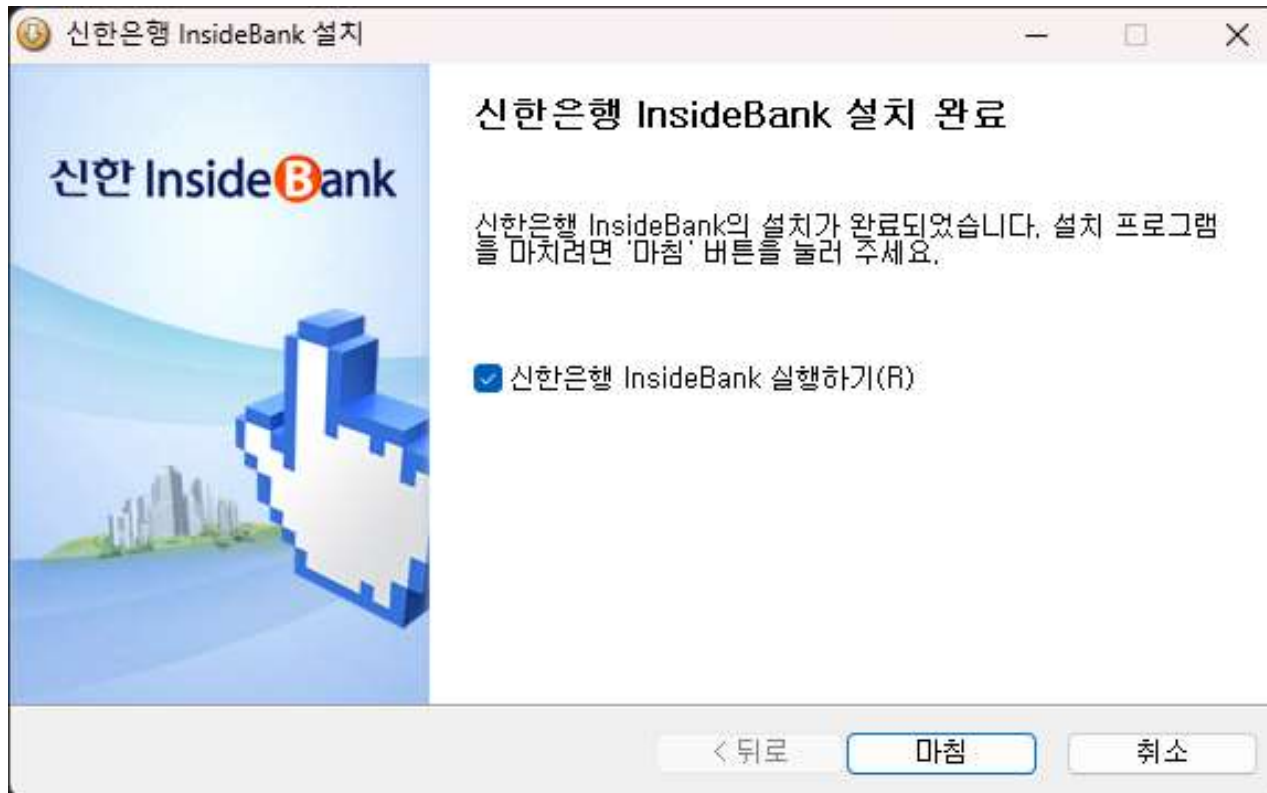 신한은행 InsideBank 설치
신한 InsideBank
신한은행 InsideBank 설치 완료
신한은행 InsideBank의 설치가 완료되었습니다. 설치 프로그램
을 마치려면 '마침' 버튼을 눌러 주세요.
신한은행 InsideBank 실행하기(R)
< 뒤로
마침
취소